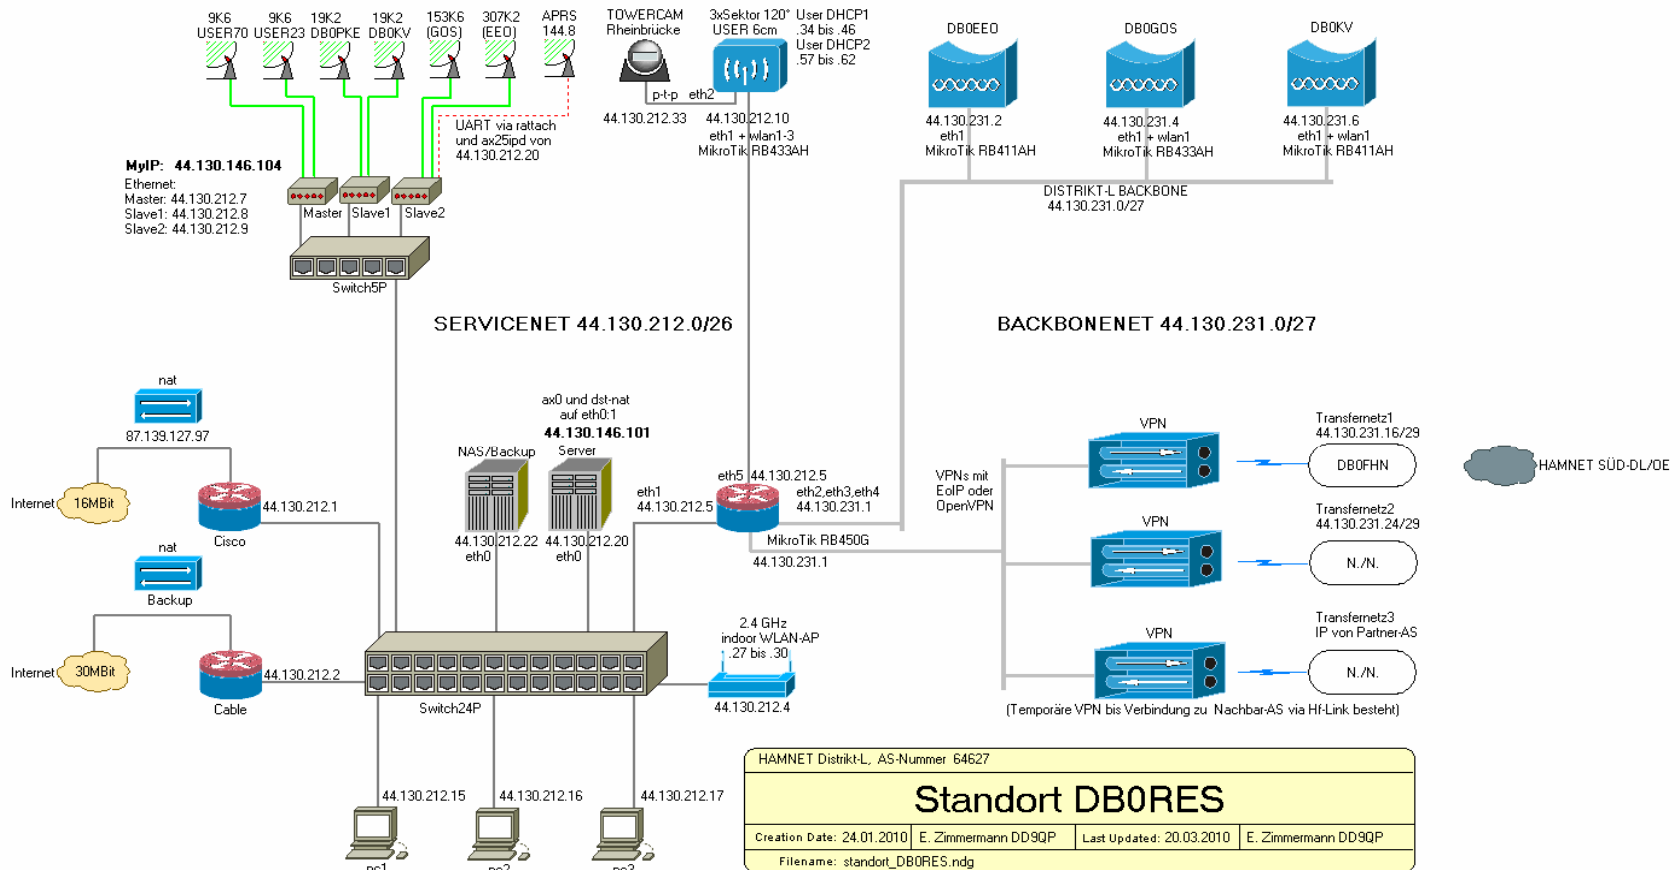 9K6
USER70
9K6
USER23
19K2
DB0PKE
19K2
DB0KV
153K6
(GOS)
307K2
(EEO)
APRS
144.8
TOWERCAM
Rheinbrücke
3xSektor 120°
USER 6cm
User DHCP1
.34 bis .46
User DHCP2
.57 bis .62
DB0EEO
DB0GOS
DB0KV
p-t-p
eth2
44.130.212.33
44.130.212.10
eth1 + wlan1-3
MikroTik RB433AH
44.130.231.2
eth1
MikroTik RB411AH
44.130.231.4
eth1 + wlan1
MikroTik RB433AH
44.130.231.6
eth1 + wlan1
MikroTik RB411AH
UART via rattach
und ax25ipd von
44.130.212.20
MyIP: 44.130.146.104
Ethernet:
Master: 44.130.212.7
Slave1: 44.130.212.8
Slave2: 44.130.212.9
Master
Slave1
Slave2
Switch5P
DISTRIKT-L BACKBONE
44.130.231.0/27
SERVICENET 44.130.212.0/26
BACKBONENET 44.130.231.0/27
nat
87.139.127.97
Internet
16MBit
44.130.212.1
Cisco
nat
Backup
Internet
30MBit
44.130.212.2
Cable
ax0 und dst-nat
auf eth0:1
44.130.146.101
NAS/Backup
Server
44.130.212.22
eth0
44.130.212.20
eth0
eth1
44.130.212.5
eth5
44.130.212.5
eth2,eth3,eth4
44.130.231.1
MikroTik RB450G
44.130.231.1
VPNs mit
EoIP oder
OpenVPN
VPN
Transfernetz1
44.130.231.16/29
DB0FHN
HAMNET SÜD-DL/OE
VPN
Transfernetz2
44.130.231.24/29
N./N.
VPN
Transfernetz3
IP von Partner-AS
N./N.
(Temporäre VPN bis Verbindung zu Nachbar-AS via Hf-Link besteht)
2.4 GHz
indoor WLAN-AP
.27 bis .30
44.130.212.4
Switch24P
44.130.212.15
44.130.212.16
44.130.212.17
pc1
pc2
pc3
HAMNET Distrikt-L, AS-Nummer 64627
Standort DB0RES
Creation Date: 24.01.2010
E. Zimmermann DD9QP
Last Updated: 20.03.2010
E. Zimmermann DD9QP
Filename: standort_DB0RES.ndg